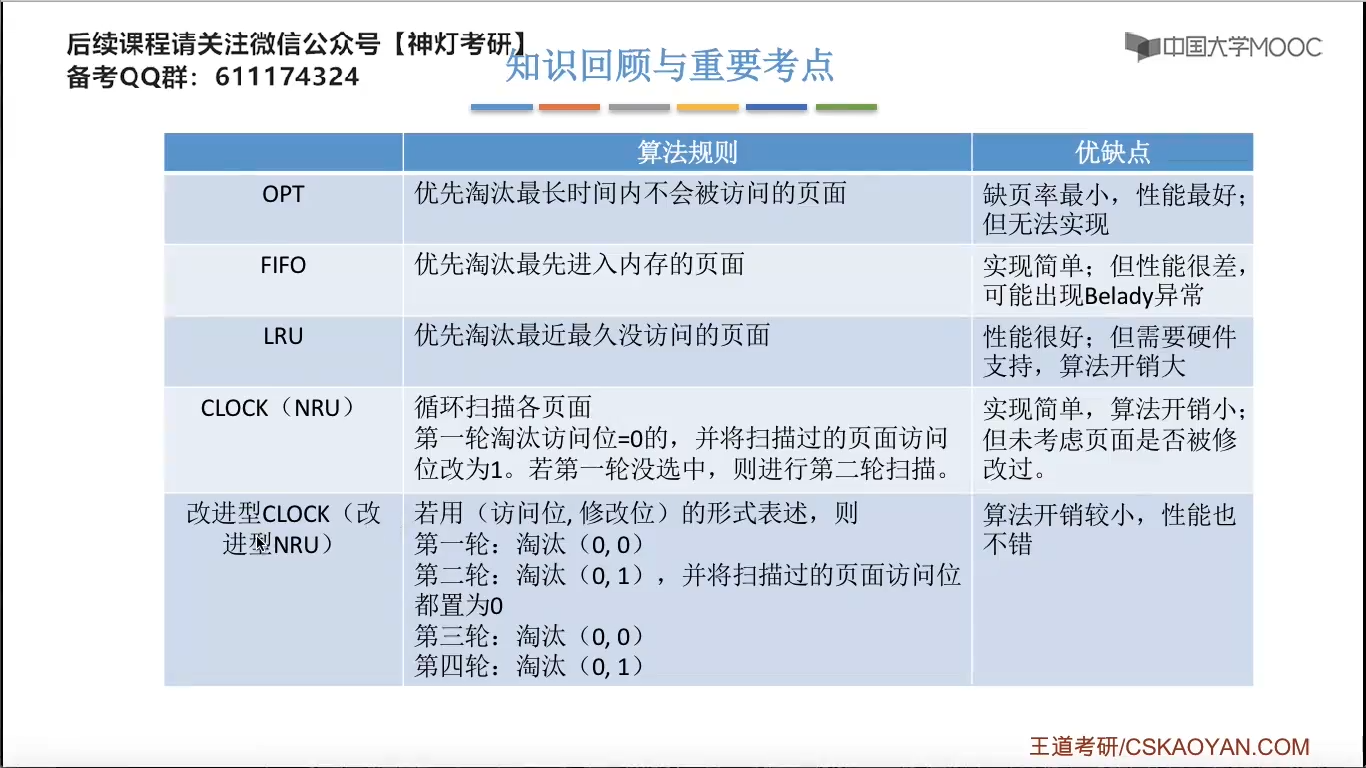 后续课程请关注微信公众号【神灯考研】
备考QQ群：611174324
知识回顾与重要考点
中国大学MOOC
算法规则
优缺点
OPT
优先淘汰最长时间内不会被访问的页面
缺页率最小，性能最好；
但无法实现
FIFO
优先淘汰最先进入内存的页面
实现简单；但性能很差，
可能出现Belady异常
LRU
优先淘汰最近最久没访问的页面
性能很好；但需要硬件
支持，算法开销大
CLOCK（NRU）
循环扫描各页面
第一轮淘汰访问位=0的，并将扫描过的页面访问
位改为1。若第一轮没选中，则进行第二轮扫描。
实现简单，算法开销小；
但未考虑页面是否被修
改过。
改进型CLOCK（改
进型NRU）
若用（访问位, 修改位）的形式表述，则
第一轮：淘汰（0, 0）
第二轮：淘汰（0, 1），并将扫描过的页面访问位
都置为0
第三轮：淘汰（0, 0）
第四轮：淘汰（0, 1）
算法开销较小，性能也
不错
王道考研/CSKAOYAN.COM